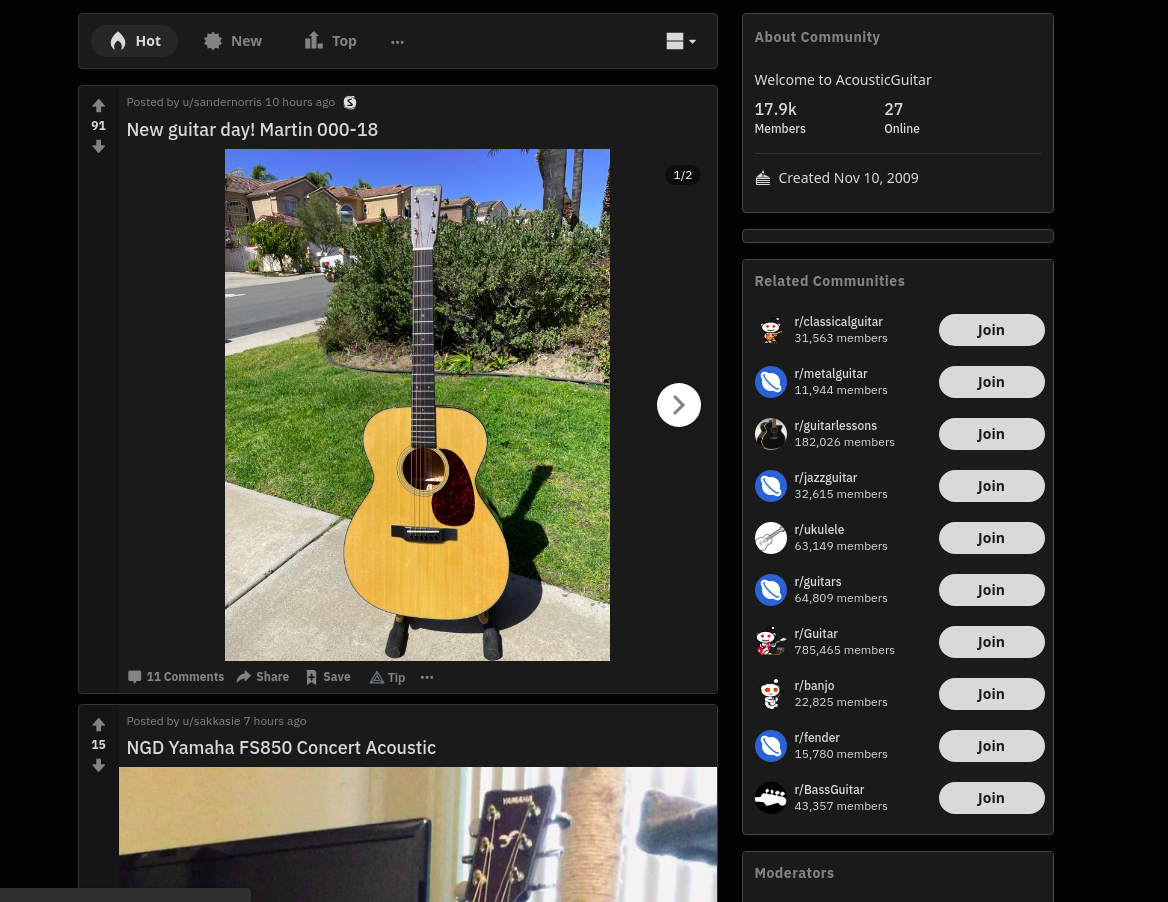 Hot
New
Top
Posted by u/sandernorris 10 hours ago
91
New guitar day! Martin 000-18
1/2
11 Comments
Share
Save
Tip
Posted by u/sakkasie 7 hours ago
15
NGD Yamaha FS850 Concert Acoustic
YAMAHA
About Community
Welcome to AcousticGuitar
17.9k
27
Members
Online
Created Nov 10, 2009
Related Communities
r/classicalguitar
31,563 members
Join
r/metalguitar
11,944 members
Join
r/guitarlessons
182,026 members
Join
r/jazzguitar
32,615 members
Join
r/ukulele
63,149 members
Join
r/guitars
64,809 members
Join
r/Guitar
785,465 members
Join
r/banjo
22,825 members
Join
r/fender
15,780 members
Join
r/BassGuitar
43,357 members
Join
Moderators